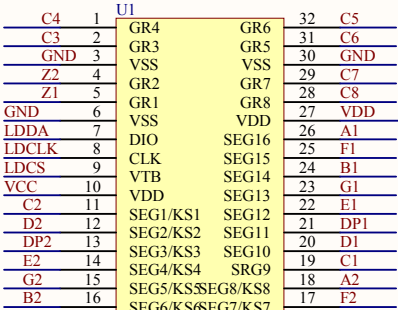 U1
C4 1 GR4 GR6 32 C5
C3 2 GR3 GR5 31 C6
GND 3 VSS VSS 30 GND
Z2 4 GR2 GR7 29 C7
Z1 5 GR1 GR8 28 C8
GND 6 VSS VDD 27 VDD
LDDA 7 DIO SEG16 26 A1
LDCLK 8 CLK SEG15 25 F1
LDCS 9 VTB SEG14 24 B1
VCC 10 VDD SEG13 23 G1
C2 11 SEG1/KS1 SEG12 22 E1
D2 12 SEG2/KS2 SEG11 21 DP1
DP2 13 SEG3/KS3 SEG10 20 D1
E2 14 SEG4/KS4 SRG9 19 C1
G2 15 SEG5/KS5 SEG8/KS8 18 A2
B2 16 SEG6/KS6 SEG7/KS7 17 F2